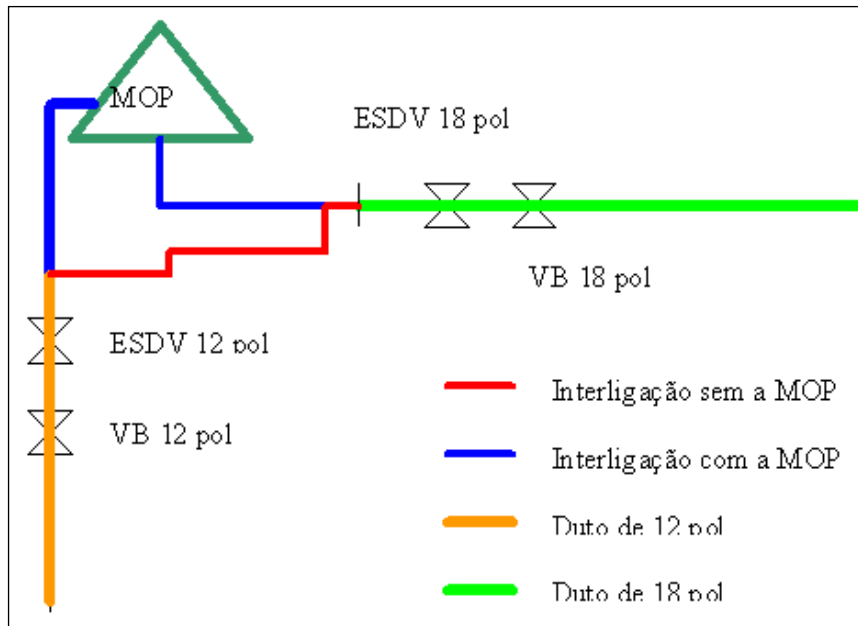 MOP
ESDV 18 pol
VB 18 pol
ESDV 12 pol
VB 12 pol
Interligação sem a MOP
Interligação com a MOP
Duto de 12 pol
Duto de 18 pol